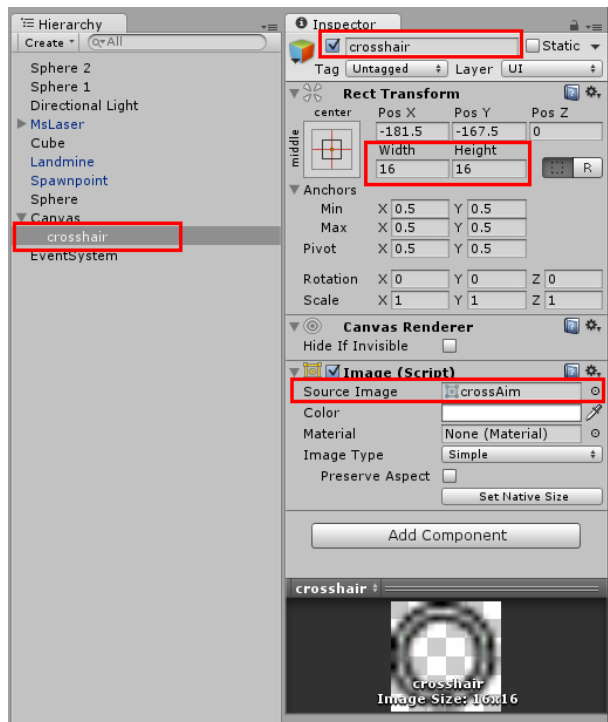 Hierarchy
Create
All
Sphere 2
Sphere 1
Directional Light
MsLaser
Cube
Landmine
Spawnpoint
Sphere
Canvas
crosshair
EventSystem
Inspector
crosshair Static
Tag Untagged Layer UI
Rect Transform
center Pos X Pos Y Pos Z
-181.5 -167.5 0
middle
Width Height
16 16 R
Anchors
Min X 0.5 Y 0.5
Max X 0.5 Y 0.5
Pivot X 0.5 Y 0.5
Rotation X 0 Y 0 Z 0
Scale X 1 Y 1 Z 1
Canvas Renderer
Hide If Invisible
Image (Script)
Source Image crossAim
Color
Material None (Material)
Image Type Simple
Preserve Aspect
Set Native Size
Add Component
crosshair
crosshair
Image Size: 16x16